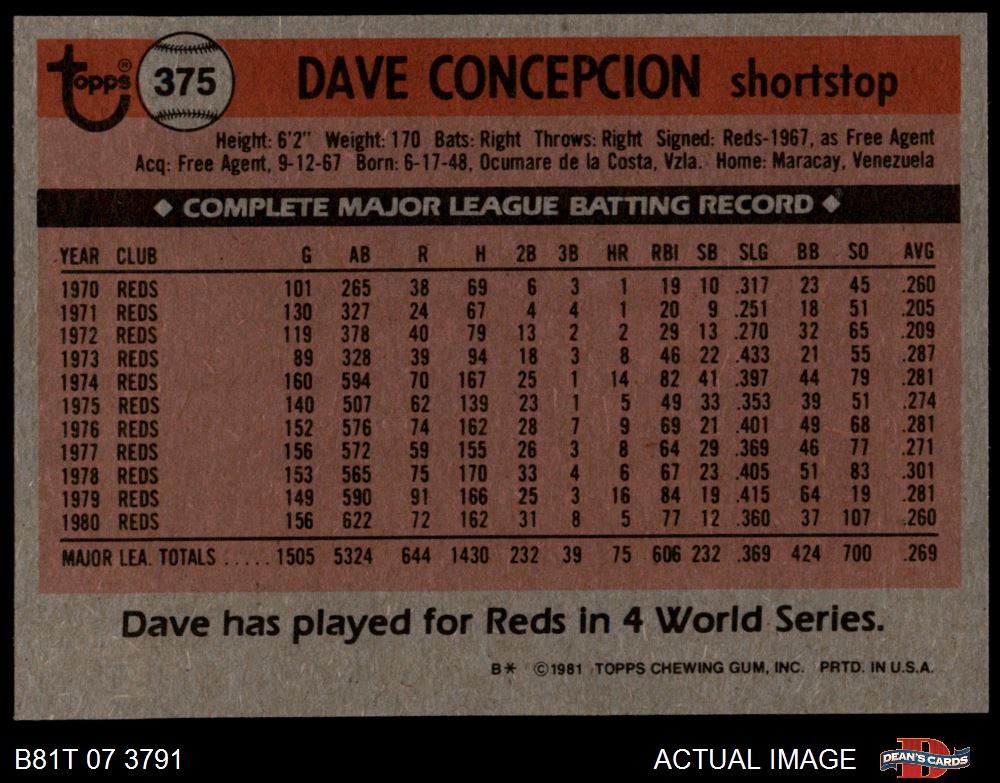 topps® 375 DAVE CONCEPCION shortstop
Height: 6'2" Weight: 170 Bats: Right Throws: Right Signed: Reds-1967, as Free Agent
Acq: Free Agent, 9-12-67 Born: 6-17-48, Ocumare de la Costa, Vzla. Home: Maracay, Venezuela
◆ COMPLETE MAJOR LEAGUE BATTING RECORD ◆
YEAR CLUB G AB R H 2B 3B HR RBI SB SLG BB SO AVG
1970 REDS 101 265 38 69 6 3 1 19 10 .317 23 45 .260
1971 REDS 130 327 24 67 4 4 1 20 9 .251 18 51 .205
1972 REDS 119 378 40 79 13 2 2 29 13 .270 32 65 .209
1973 REDS 89 328 39 94 18 3 8 46 22 .433 21 55 .287
1974 REDS 160 594 70 167 25 1 14 82 41 .397 44 79 .281
1975 REDS 140 507 62 139 23 1 5 49 33 .353 39 51 .274
1976 REDS 152 576 74 162 28 7 9 69 21 .401 49 68 .281
1977 REDS 156 572 59 155 26 3 8 64 29 .369 46 77 .271
1978 REDS 153 565 75 170 33 4 6 67 23 .405 51 83 .301
1979 REDS 149 590 91 166 25 3 16 84 19 .415 64 19 .281
1980 REDS 156 622 72 162 31 8 5 77 12 .360 37 107 .260
MAJOR LEA. TOTALS ..... 1505 5324 644 1430 232 39 75 606 232 .369 424 700 .269
Dave has played for Reds in 4 World Series.
B* ©1981 TOPPS CHEWING GUM, INC. PRTD. IN U.S.A.
B81T 07 3791 ACTUAL IMAGE DEAN'S CARDS